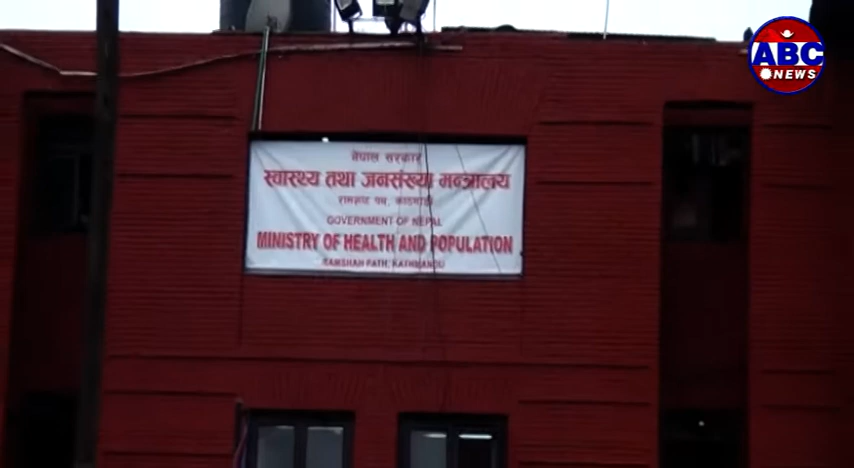 ABC
NEWS
नेपाल सरकार
स्वास्थ्य तथा जनसंख्या मन्त्रालय
रामशाह पथ, काठमाडौं
GOVERNMENT OF NEPAL
MINISTRY OF HEALTH AND POPULATION
RAMSHAH PATH, KATHMANDU